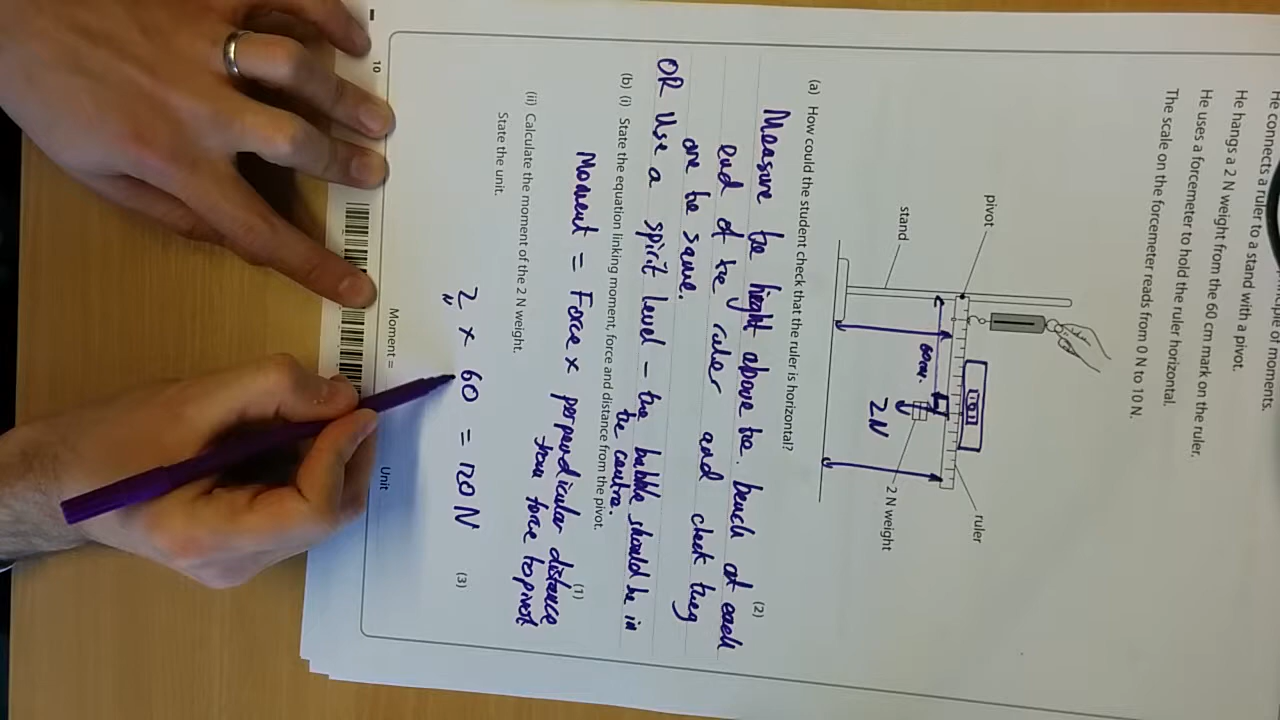 He connects a ruler to a stand with a pivot.
He hangs a 2 N weight from the 60 cm mark on the ruler.
He uses a forcemeter to hold the ruler horizontal.
The scale on the forcemeter reads from 0 N to 10 N.
pivot
ruler
60cm.
stand
2N
2 N weight
(a) How could the student check that the ruler is horizontal?
(2)
Measure the height above the. bench at each
end of the ruler and check they
are the same.
OR Use a spirit level – the bubble should be in
the centre.
(b) (i) State the equation linking moment, force and distance from the pivot.
(1)
Moment = Force x perpendicular distance
from force to pivot
(ii) Calculate the moment of the 2 N weight.
State the unit.
(3)
2 x 60 = 120 N
Moment =
Unit
10